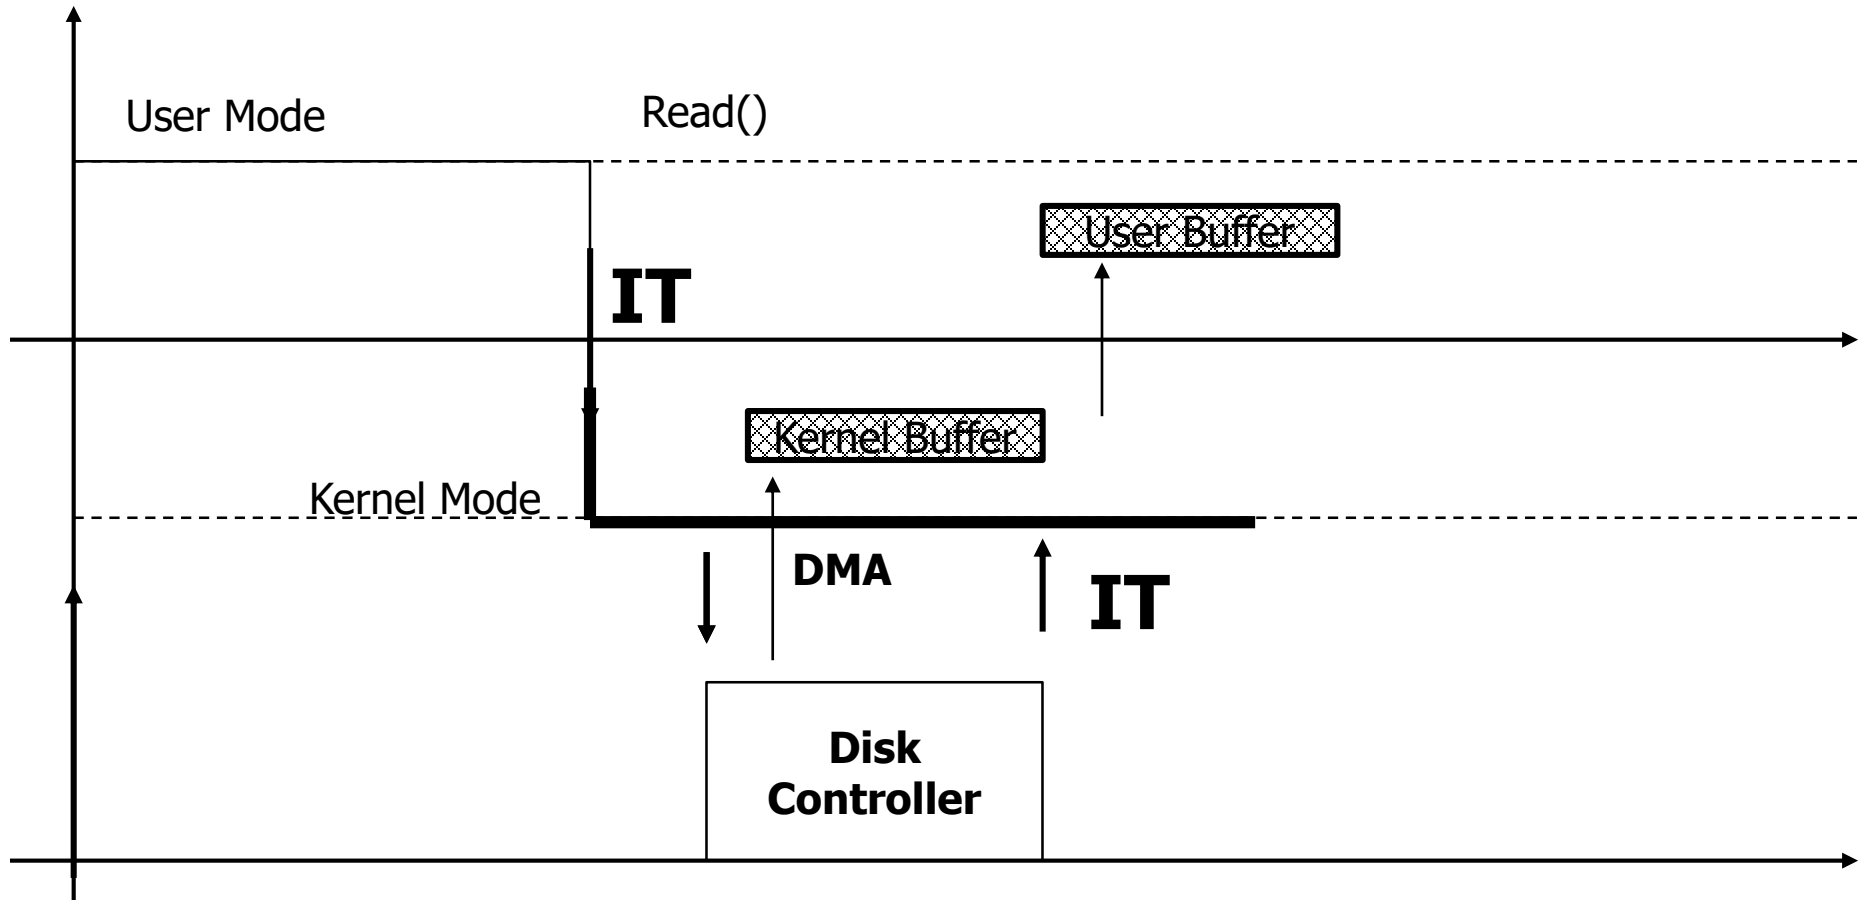 User Mode
Read()
User Buffer
IT
Kernel Buffer
Kernel Mode
DMA
IT
Disk
Controller